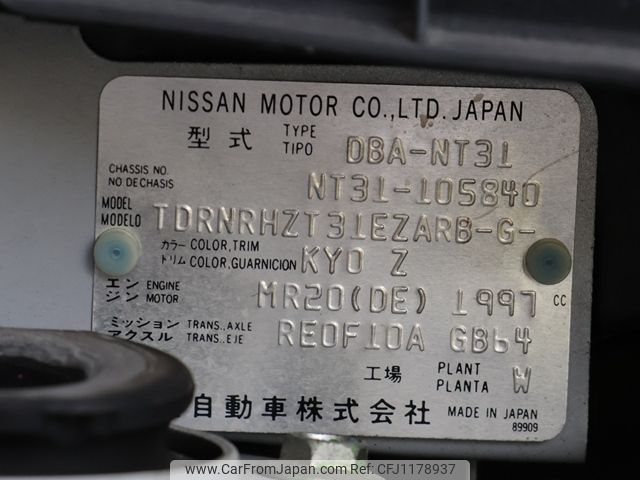 NISSAN MOTOR CO.,LTD. JAPAN
型式 TYPE TIPO DBA-NT31
CHASSIS NO. NO.DE CHASIS NT31-105840
MODEL MODELO TDRNRHZT31EZARB-G-
カラー COLOR,TRIM トリム COLOR,GUARNICION KY0 Z
エンジン ENGINE MOTOR MR20(DE) 1997 CC
ミッション TRANS.,AXLE アクスル TRANS.,EJE RE0F10A GB64
工場 PLANT PLANTA W
自動車株式会社 MADE IN JAPAN
89909
www.CarFromJapan.com | Stock ID: CFJ1178937